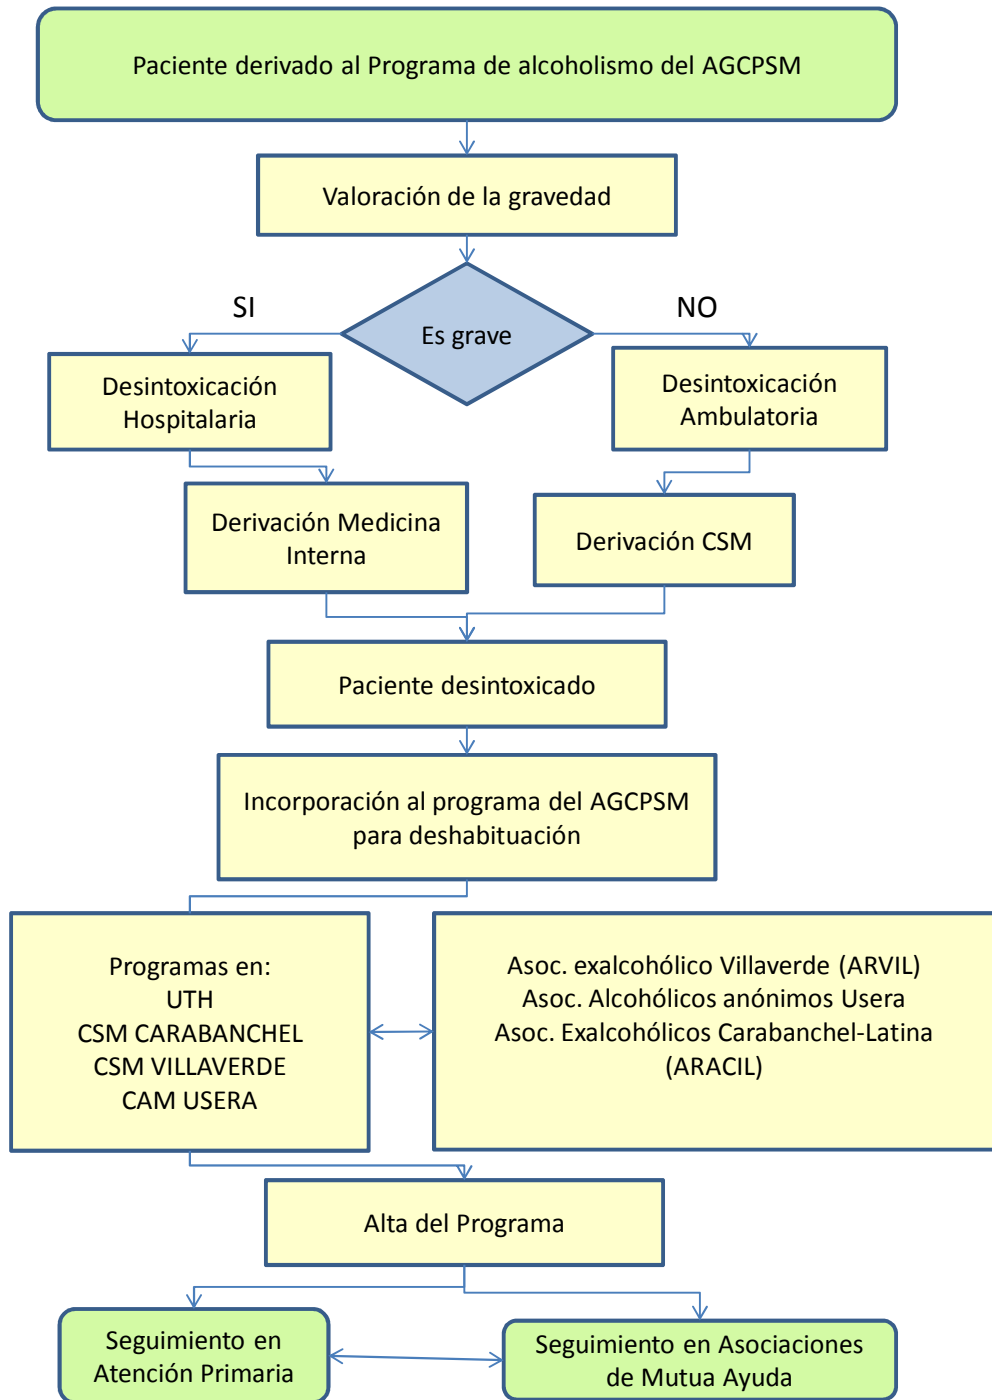 Paciente derivado al Programa de alcoholismo del AGCPSM
Valoración de la gravedad
SI
NO
Es grave
Desintoxicación
Hospitalaria
Desintoxicación
Ambulatoria
Derivación Medicina
Interna
Derivación CSM
Paciente desintoxicado
Incorporación al programa del AGCPSM
para deshabituación
Programas en:
UTH
CSM CARABANCHEL
CSM VILLAVERDE
CAM USERA
Asoc. exalcohólico Villaverde (ARVIL)
Asoc. Alcohólicos anónimos Usera
Asoc. Exalcohólicos Carabanchel-Latina
(ARACIL)
Alta del Programa
Seguimiento en
Atención Primaria
Seguimiento en Asociaciones
de Mutua Ayuda